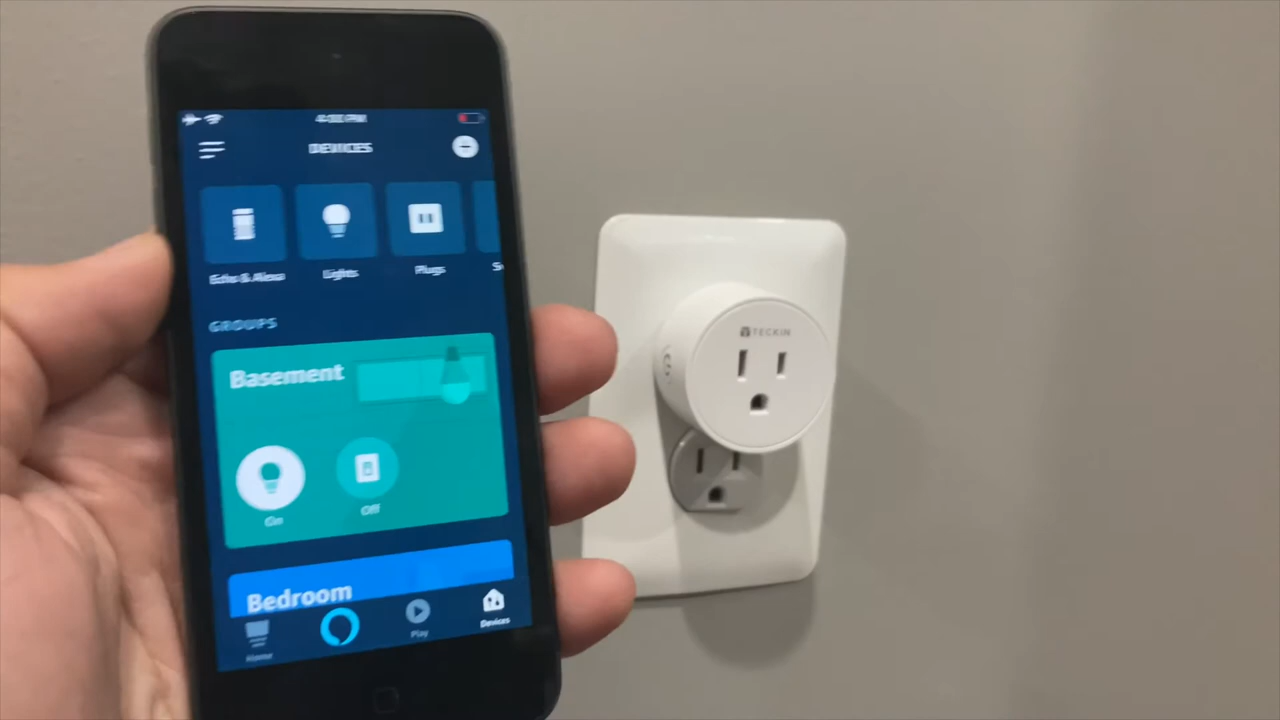 DEVICES
Echo & Alexa
Lights
Plugs
GROUPS
Basement
On
Off
Bedroom
Home
Play
Devices
TECKIN